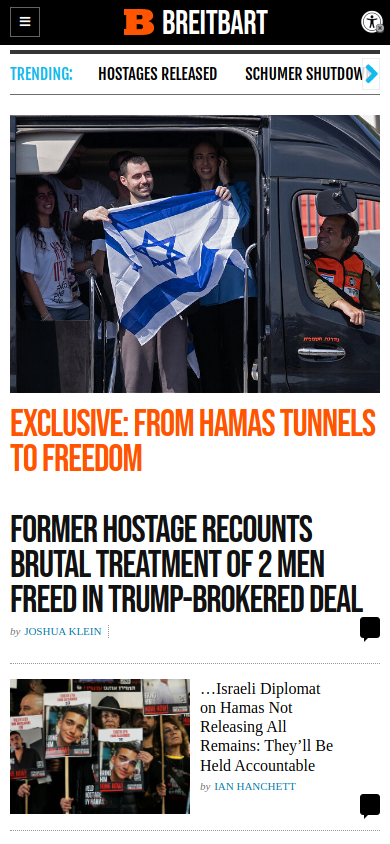 BREITBART
TRENDING: HOSTAGES RELEASED SCHUMER SHUTDOW
EXCLUSIVE: FROM HAMAS TUNNELS
TO FREEDOM
FORMER HOSTAGE RECOUNTS
BRUTAL TREATMENT OF 2 MEN
FREED IN TRUMP-BROKERED DEAL
by JOSHUA KLEIN
…Israeli Diplomat
on Hamas Not
Releasing All
Remains: They’ll Be
Held Accountable
by IAN HANCHETT